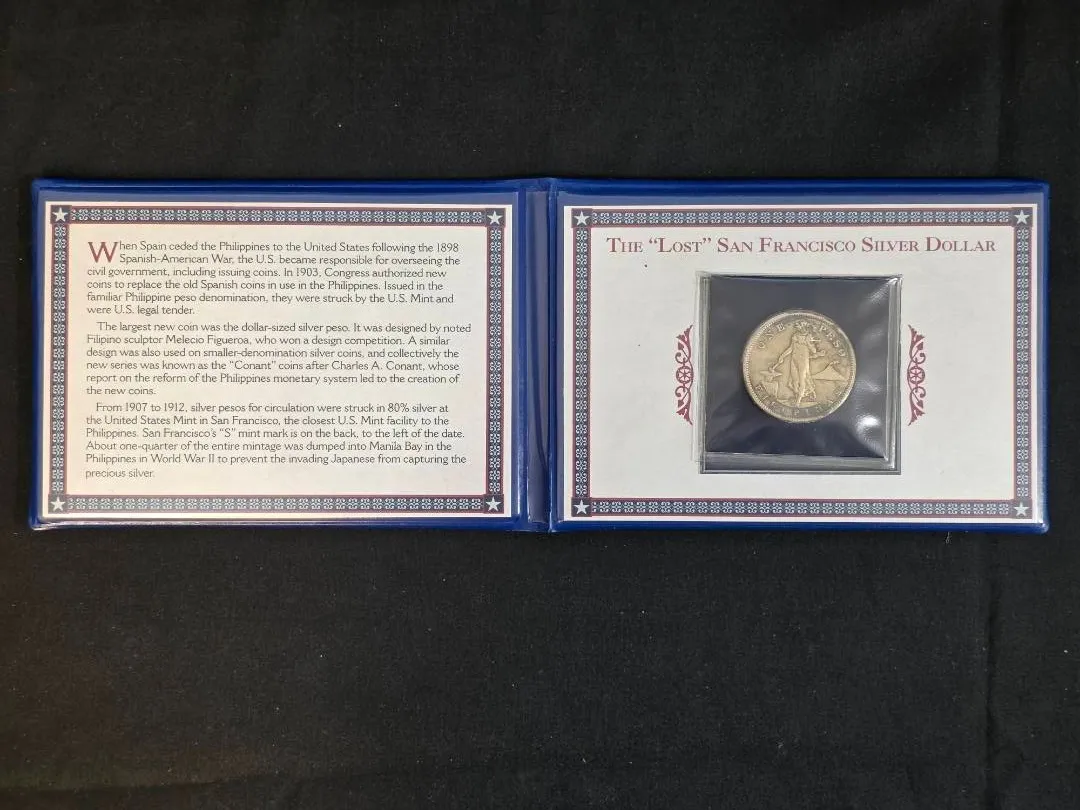 When Spain ceded the Philippines to the United States following the 1898
Spanish-American War, the U.S. became responsible for overseeing the
civil government, including issuing coins. In 1903, Congress authorized new
coins to replace the old Spanish coins in use in the Philippines. Issued in the
familiar Philippine peso denomination, they were struck by the U.S. Mint and
were U.S. legal tender.
The largest new coin was the dollar-sized silver peso. It was designed by noted
Filipino sculptor Melecio Figueroa, who won a design competition. A similar
design was also used on smaller-denomination silver coins, and collectively the
new series was known as the “Conant” coins after Charles A. Conant, whose
report on the reform of the Philippines monetary system led to the creation of
the new coins.
From 1907 to 1912, silver pesos for circulation were struck in 80% silver at
the United States Mint in San Francisco, the closest U.S. Mint facility to the
Philippines. San Francisco’s “S” mint mark is on the back, to the left of the date.
About one-quarter of the entire mintage was dumped into Manila Bay in the
Philippines in World War II to prevent the invading Japanese from capturing the
precious silver.
THE “LOST” SAN FRANCISCO SILVER DOLLAR
ONE PESO
FILIPINAS